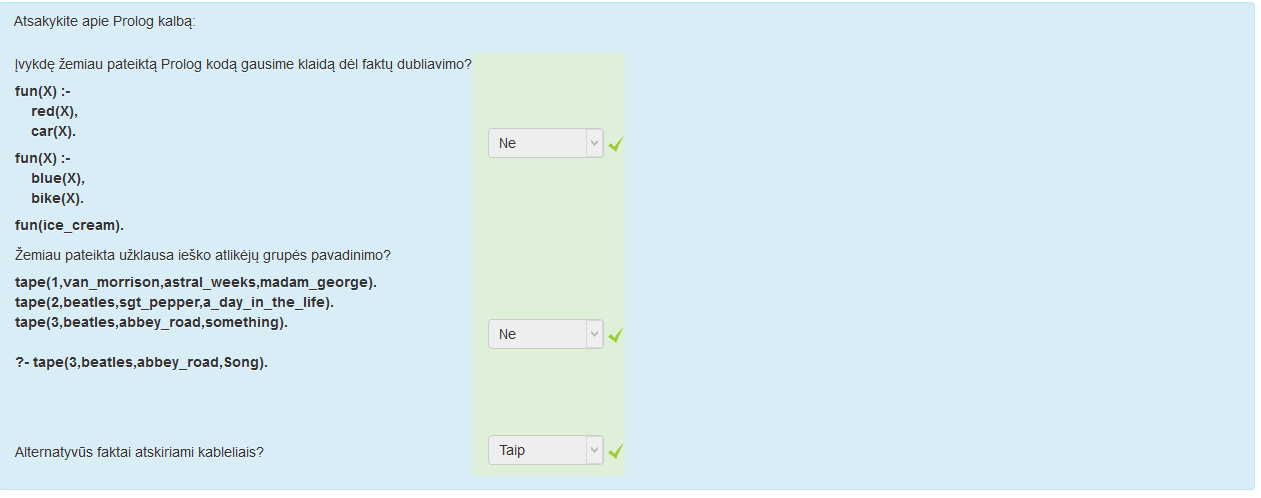 Atsakykite apie Prolog kalbą:
Įvykdę žemiau pateiktą Prolog kodą gausime klaidą dėl faktų dubliavimo?
fun(X) :-
red(X),
car(X).
Ne
fun(X) :-
blue(X),
bike(X).
fun(ice_cream).
Žemiau pateikta užklausa ieško atlikėjų grupės pavadinimo?
tape(1,van_morrison,astral_weeks,madam_george).
tape(2,beatles,sgt_pepper,a_day_in_the_life).
tape(3,beatles,abbey_road,something).
Ne
?- tape(3,beatles,abbey_road,Song).
Alternatyvūs faktai atskiriami kableliais?
Taip